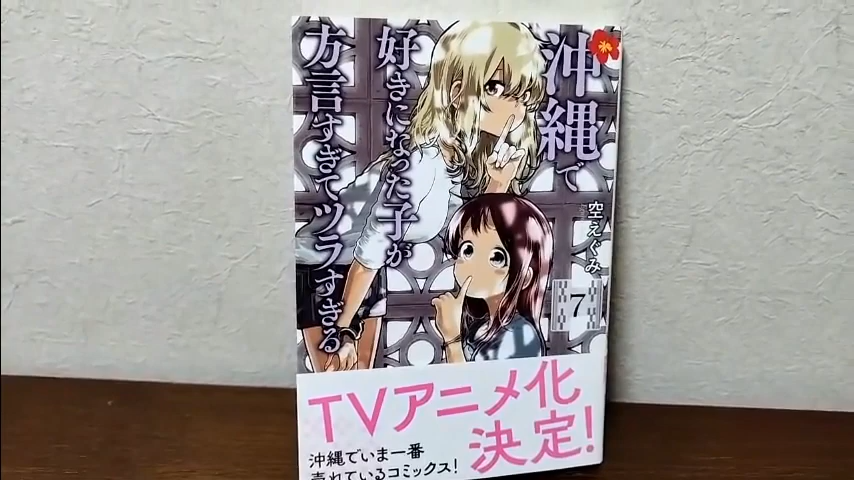 沖縄で
好きになった子が
方言すぎてツラすぎる
空えぐみ
7
TVアニメ化
決定!
沖縄でいま一番
売れているコミックス!